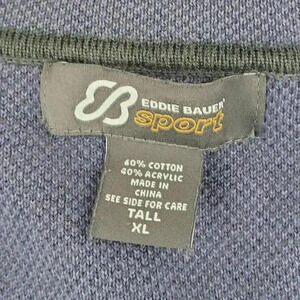 EDDIE BAUER
sport
60% COTTON
40% ACRYLIC
MADE IN
CHINA
SEE SIDE FOR CARE
TALL
XL